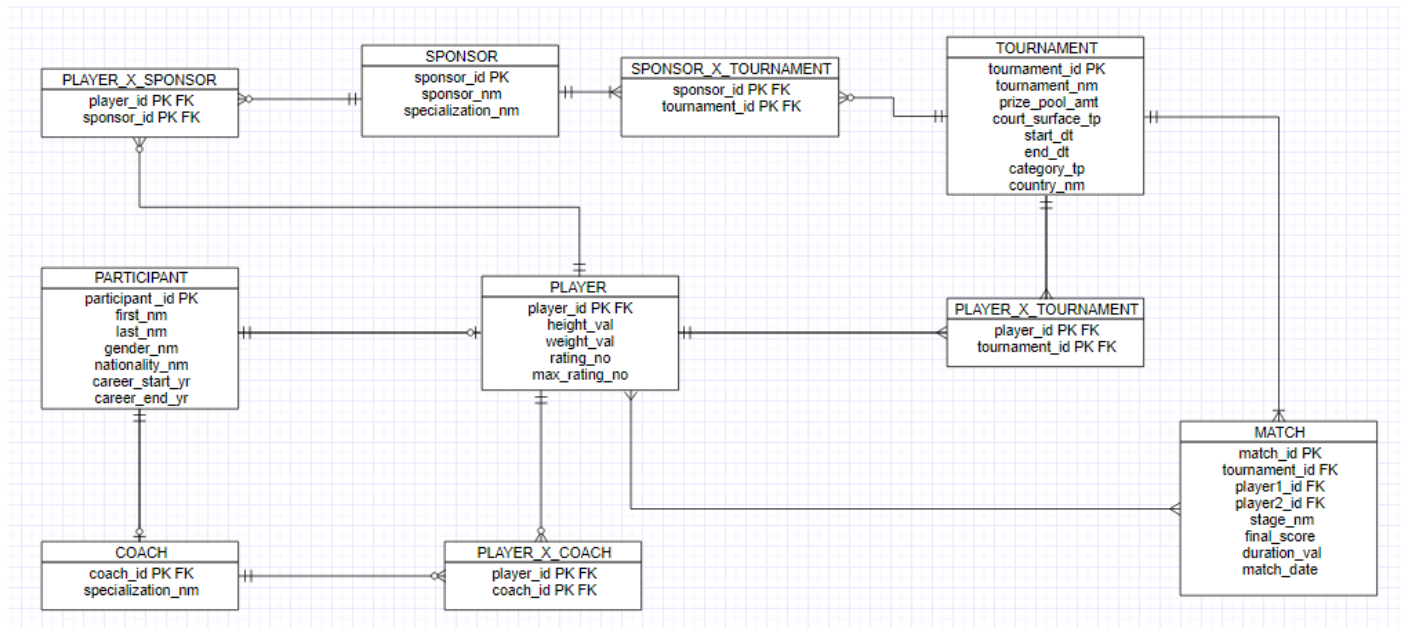 PLAYER_X_SPONSOR
player_id PK FK
sponsor_id PK FK
SPONSOR
sponsor_id PK
sponsor_nm
specialization_nm
SPONSOR_X_TOURNAMENT
sponsor_id PK FK
tournament_id PK FK
TOURNAMENT
tournament_id PK
tournament_nm
prize_pool_amt
court_surface_tp
start_dt
end_dt
category_tp
country_nm
PARTICIPANT
participant _id PK
first_nm
last_nm
gender_nm
nationality_nm
career_start_yr
career_end_yr
PLAYER
player_id PK FK
height_val
weight_val
rating_no
max_rating_no
PLAYER_X_TOURNAMENT
player_id PK FK
tournament_id PK FK
MATCH
match_id PK
tournament_id FK
player1_id FK
player2_id FK
stage_nm
final_score
duration_val
match_date
COACH
coach_id PK FK
specialization_nm
PLAYER_X_COACH
player_id PK FK
coach_id PK FK